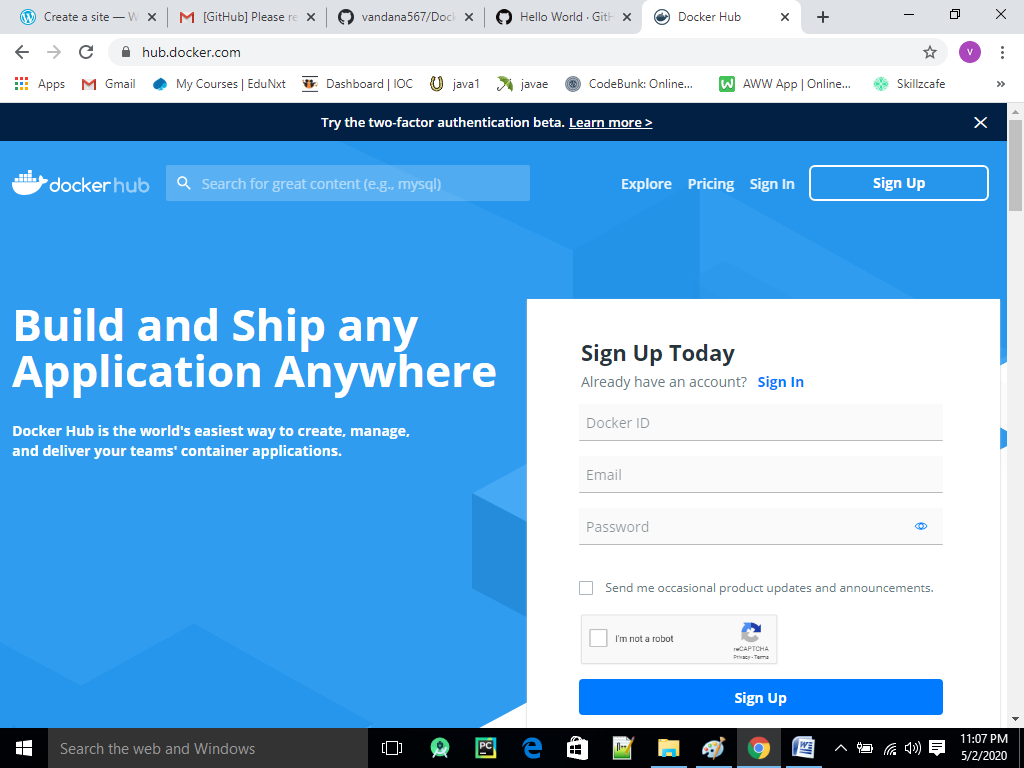 Create a site — W
[GitHub] Please re
vandana567/Dock
Hello World · GitH
Docker Hub
hub.docker.com
v
Apps
Gmail
My Courses | EduNxt
Dashboard | IOC
java1
javae
CodeBunk: Online...
AWW App | Online...
Skillzcafe
»
Try the two-factor authentication beta. Learn more >
dockerhub
Search for great content (e.g., mysql)
Explore
Pricing
Sign In
Sign Up
Build and Ship any
Application Anywhere
Docker Hub is the world's easiest way to create, manage,
and deliver your teams' container applications.
Sign Up Today
Already have an account? Sign In
Docker ID
Email
Password
Send me occasional product updates and announcements.
I'm not a robot
reCAPTCHA
Privacy - Terms
Sign Up
Search the web and Windows
PC
11:07 PM
5/2/2020